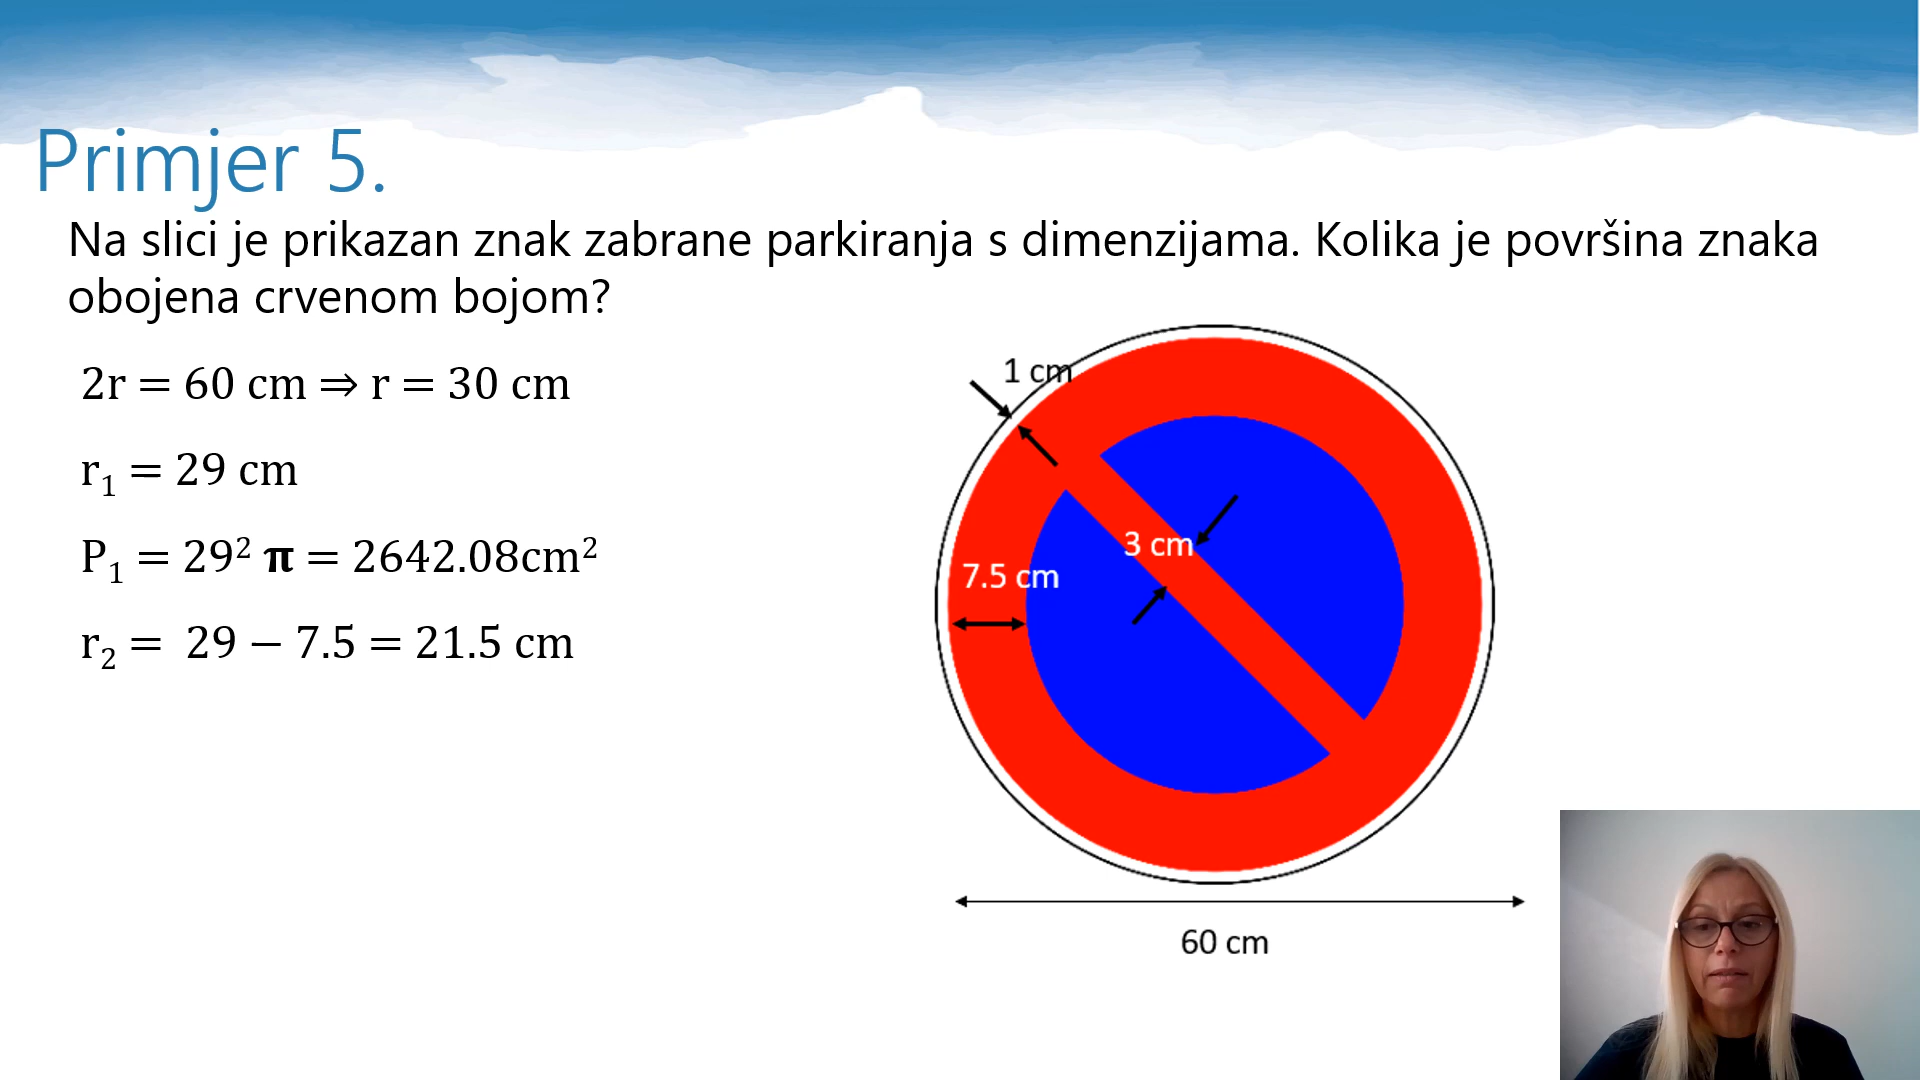 Primjer 5.
Na slici je prikazan znak zabrane parkiranja s dimenzijama. Kolika je površina znaka
obojena crvenom bojom?
2r = 60 cm ⇒ r = 30 cm
r₁ = 29 cm
P₁ = 29² π = 2642.08cm²
r₂ = 29 − 7.5 = 21.5 cm
1 cm
3 cm
7.5 cm
60 cm